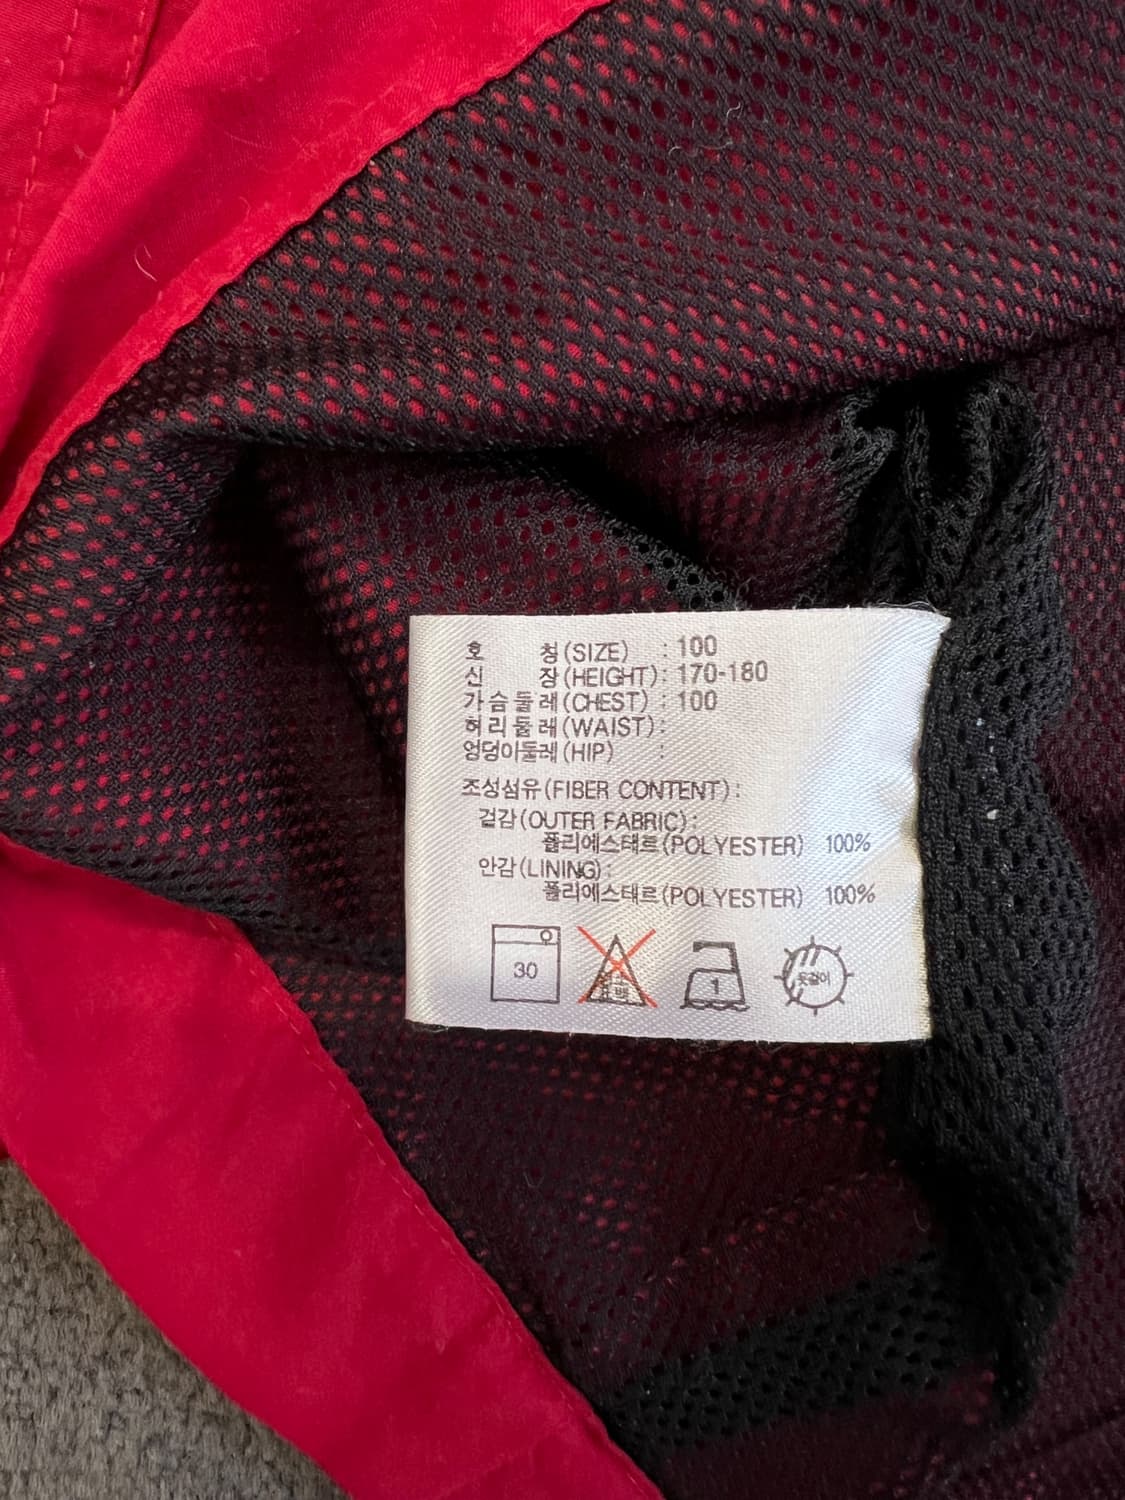 호 칭(SIZE) : 100
신 장(HEIGHT): 170-180
가슴둘레(CHEST) : 100
허리둘레(WAIST):
엉덩이둘레(HIP) :
조성섬유(FIBER CONTENT):
겉감(OUTER FABRIC):
폴리에스테르(POLYESTER) 100%
안감(LINING):
폴리에스테르(POLYESTER) 100%
30
1
옷걸이